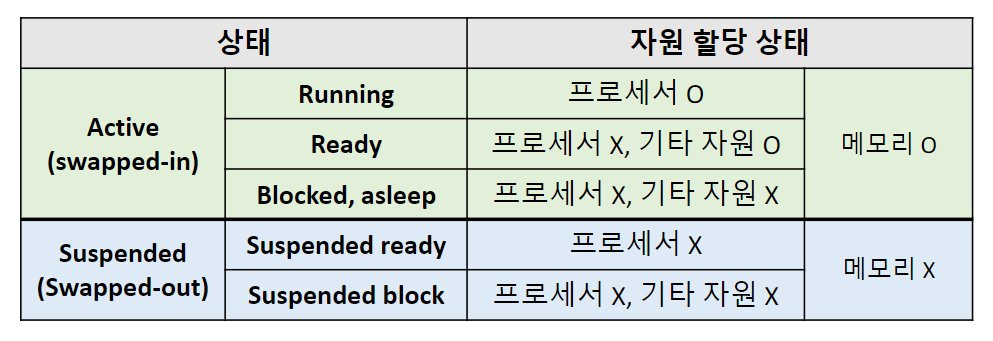 상태
자원 할당 상태
Active
(swapped-in)
Running
프로세서 O
메모리 O
Ready
프로세서 X, 기타 자원 O
Blocked, asleep
프로세서 X, 기타 자원 X
Suspended
(Swapped-out)
Suspended ready
프로세서 X
메모리 X
Suspended block
프로세서 X, 기타 자원 X